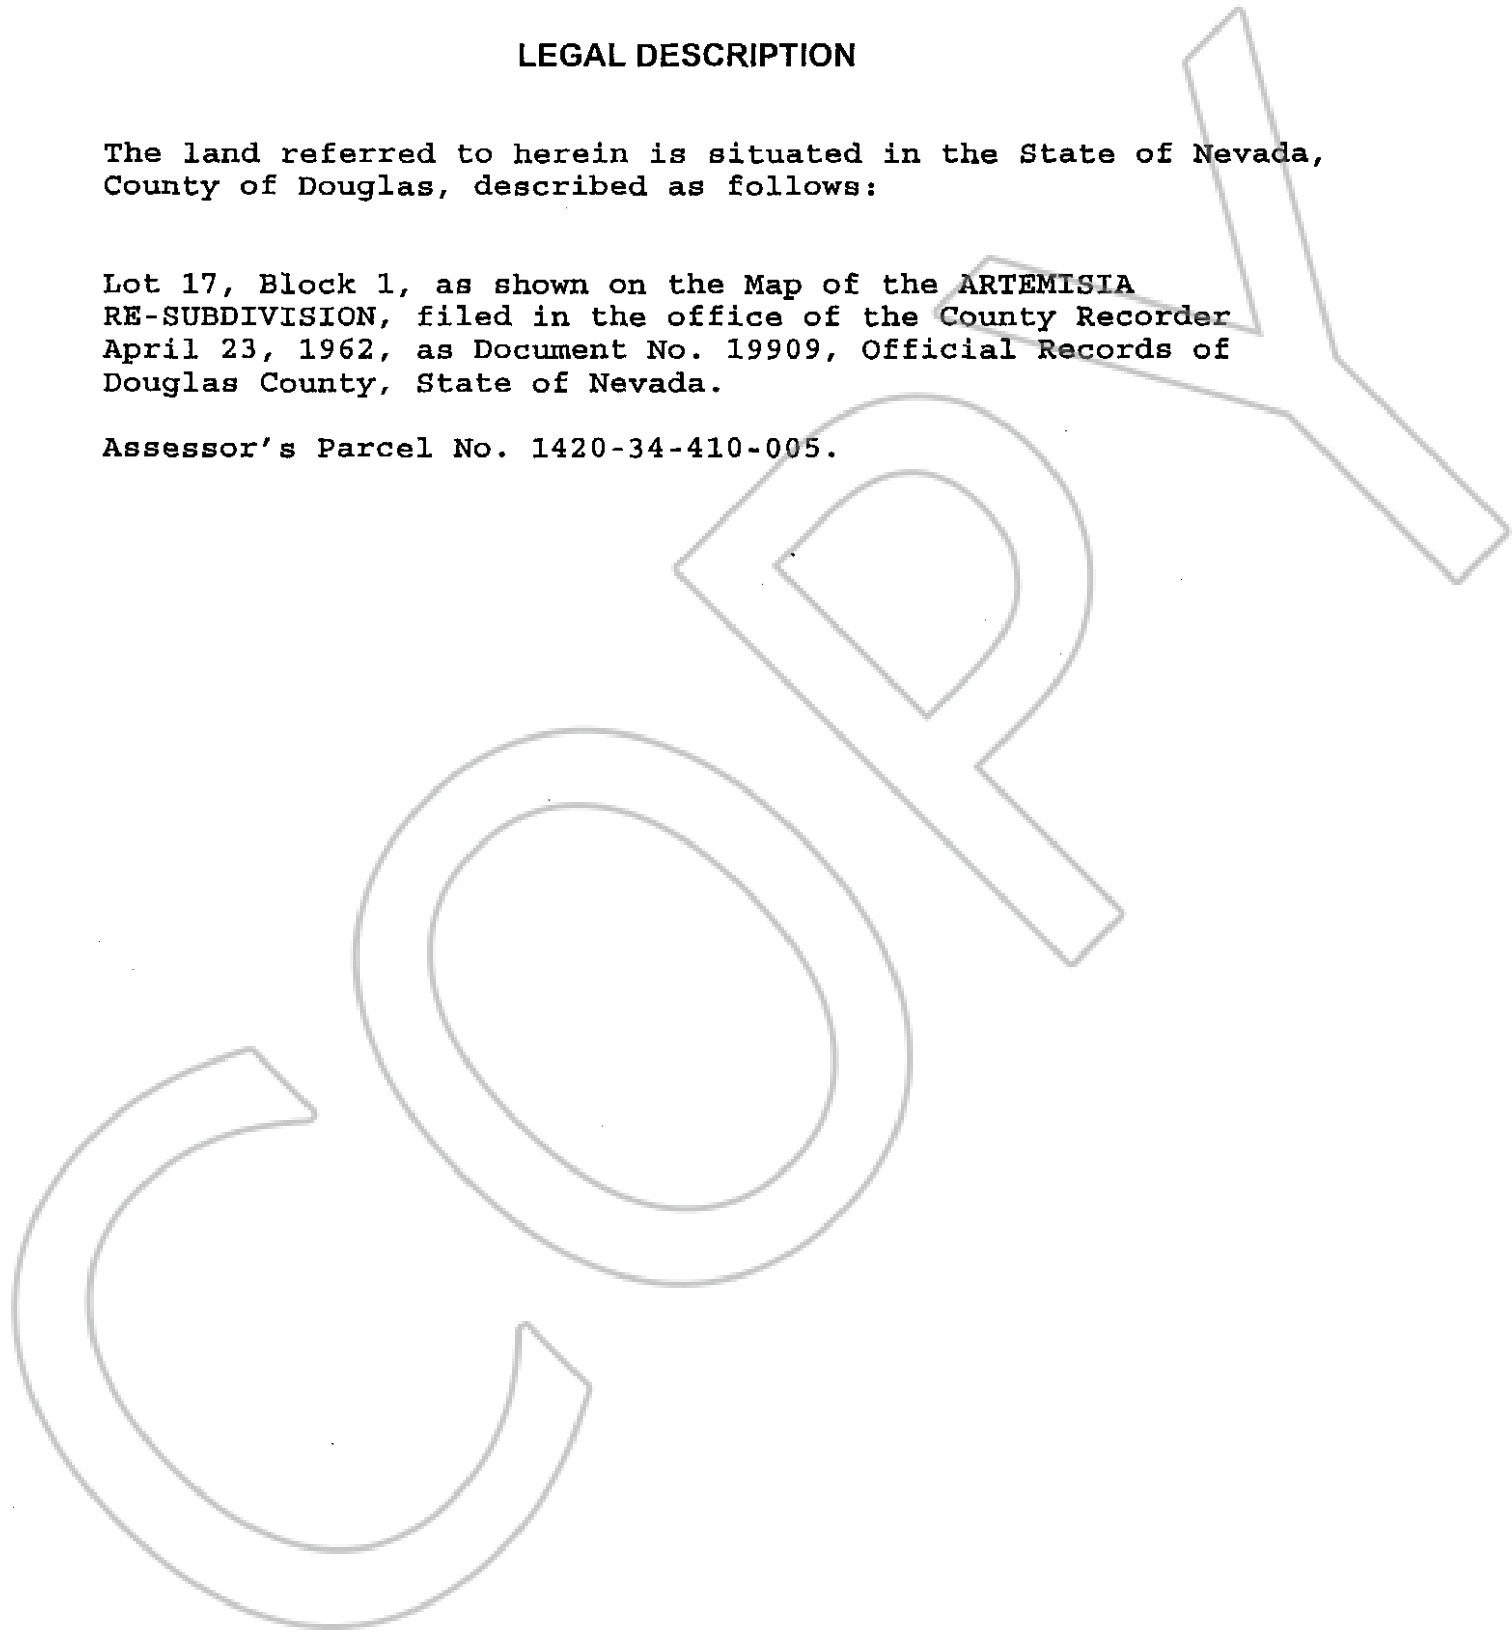 LEGAL DESCRIPTION
The land referred to herein is situated in the State of Nevada,
County of Douglas, described as follows:
Lot 17, Block 1, as shown on the Map of the ARTEMISIA
RE-SUBDIVISION, filed in the office of the County Recorder
April 23, 1962, as Document No. 19909, Official Records of
Douglas County, State of Nevada.
Assessor's Parcel No. 1420-34-410-005.
COPY